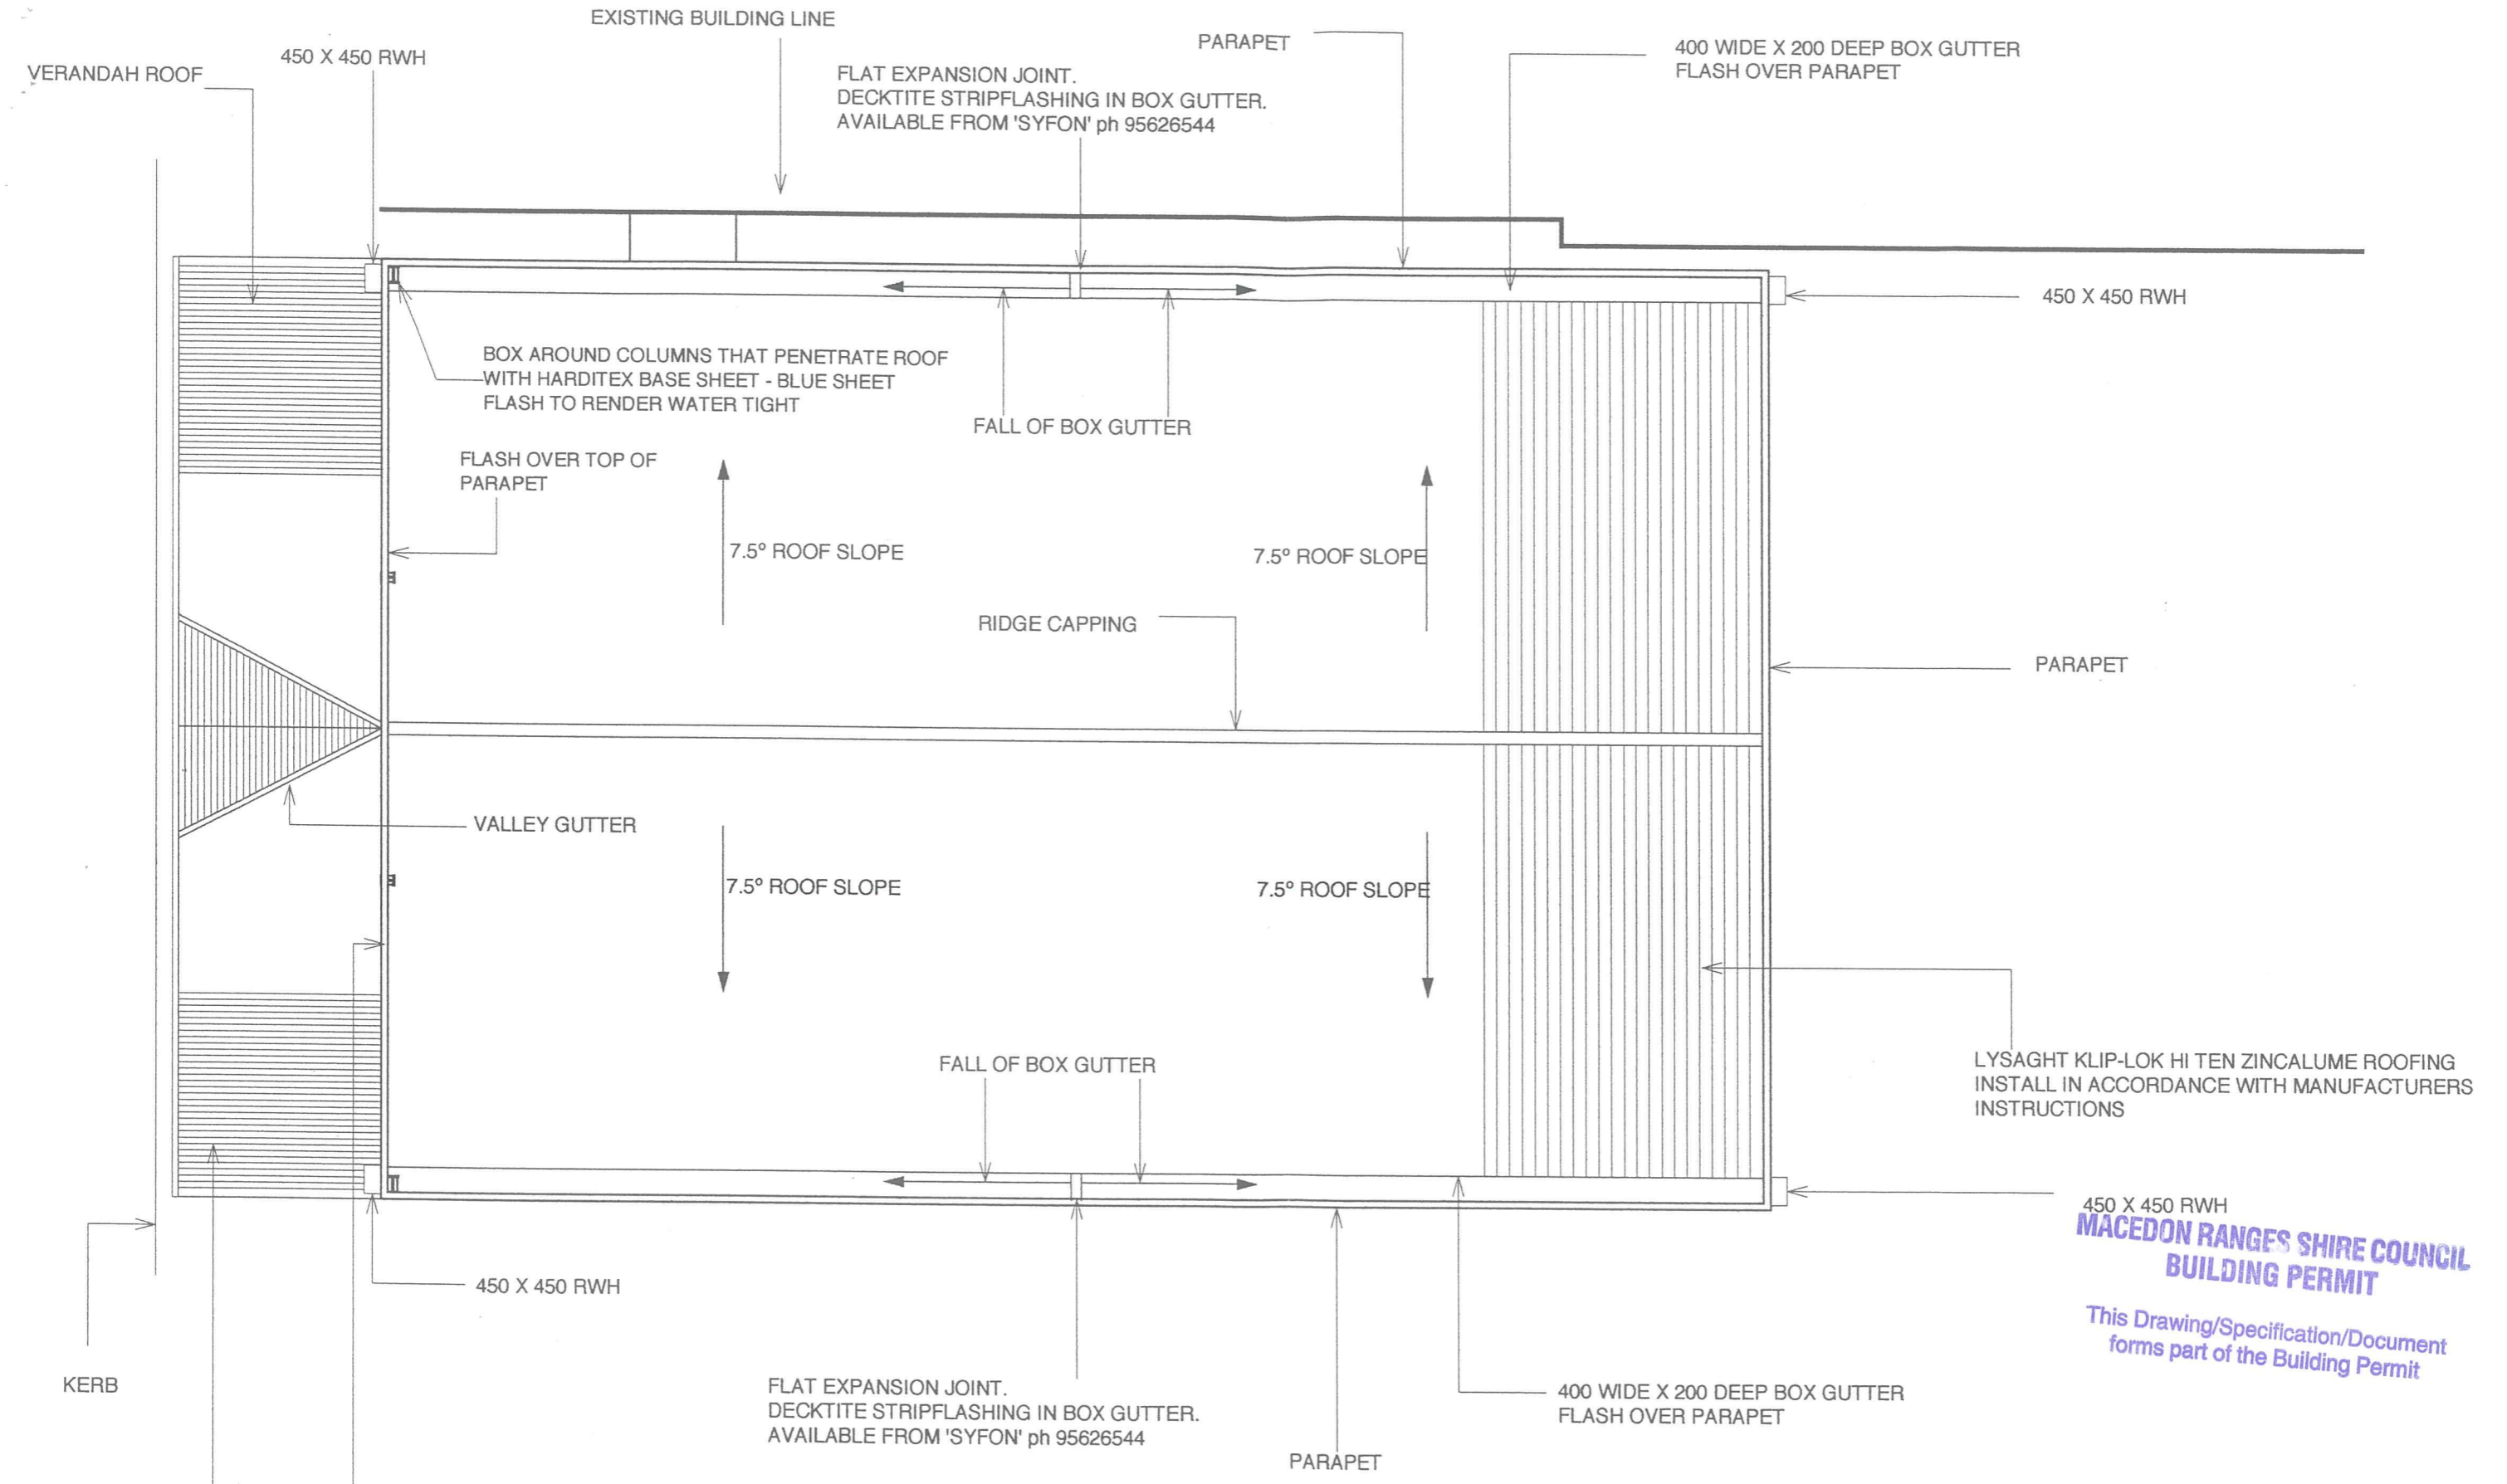 EXISTING BUILDING LINE
PARAPET
400 WIDE X 200 DEEP BOX GUTTER
FLASH OVER PARAPET
450 X 450 RWH
VERANDAH ROOF
FLAT EXPANSION JOINT.
DECKTITE STRIPFLASHING IN BOX GUTTER.
AVAILABLE FROM 'SYFON' ph 95626544
450 X 450 RWH
BOX AROUND COLUMNS THAT PENETRATE ROOF
WITH HARDITEX BASE SHEET - BLUE SHEET
FLASH TO RENDER WATER TIGHT
FALL OF BOX GUTTER
FLASH OVER TOP OF
PARAPET
7.5º ROOF SLOPE
7.5º ROOF SLOPE
RIDGE CAPPING
PARAPET
VALLEY GUTTER
7.5º ROOF SLOPE
7.5º ROOF SLOPE
FALL OF BOX GUTTER
LYSAGHT KLIP-LOK HI TEN ZINCALUME ROOFING
INSTALL IN ACCORDANCE WITH MANUFACTURERS
INSTRUCTIONS
450 X 450 RWH
MACEDON RANGES SHIRE COUNCIL
BUILDING PERMIT
This Drawing/Specification/Document
forms part of the Building Permit
450 X 450 RWH
KERB
FLAT EXPANSION JOINT.
DECKTITE STRIPFLASHING IN BOX GUTTER.
AVAILABLE FROM 'SYFON' ph 95626544
400 WIDE X 200 DEEP BOX GUTTER
FLASH OVER PARAPET
PARAPET